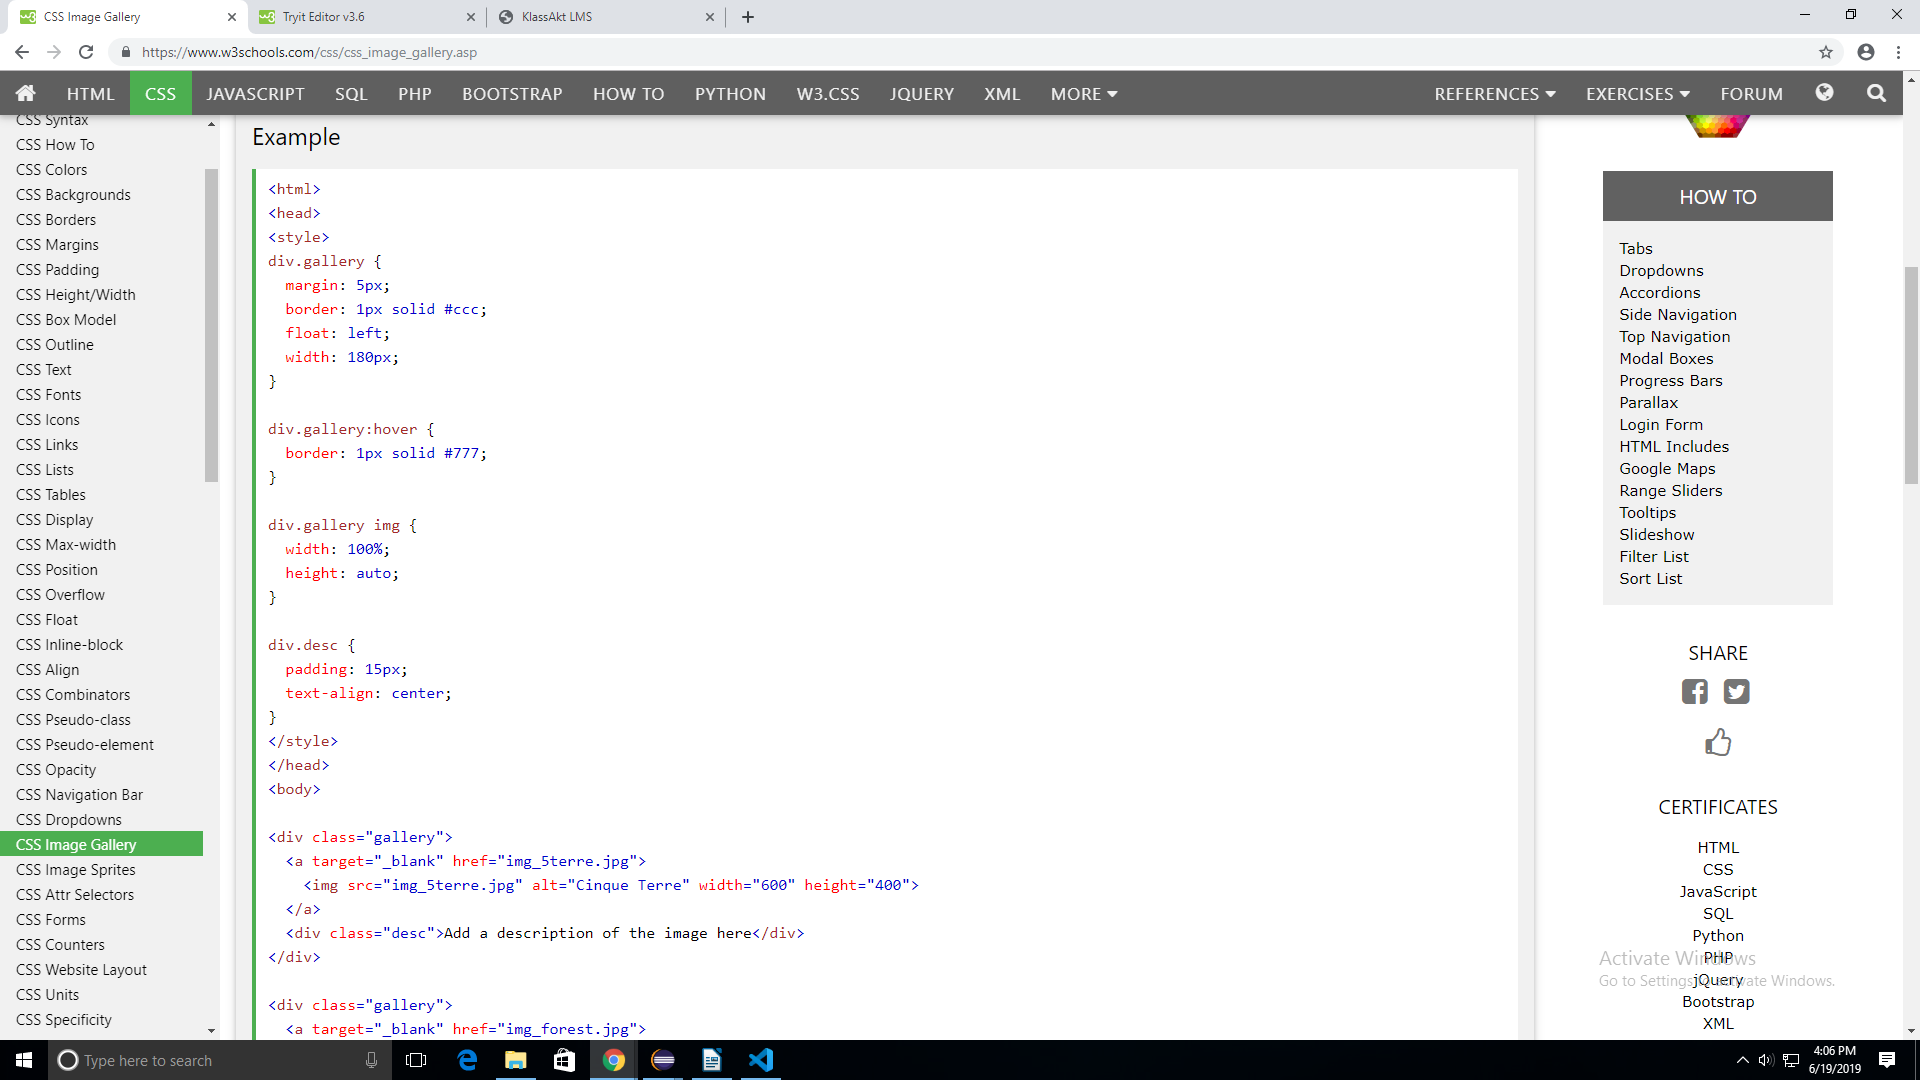 CSS Image Gallery
Tryit Editor v3.6
KlassAkt LMS
https://www.w3schools.com/css/css_image_gallery.asp
HTML CSS JAVASCRIPT SQL PHP BOOTSTRAP HOW TO PYTHON W3.CSS JQUERY XML MORE REFERENCES EXERCISES FORUM
CSS Syntax
CSS How To
CSS Colors
CSS Backgrounds
CSS Borders
CSS Margins
CSS Padding
CSS Height/Width
CSS Box Model
CSS Outline
CSS Text
CSS Fonts
CSS Icons
CSS Links
CSS Lists
CSS Tables
CSS Display
CSS Max-width
CSS Position
CSS Overflow
CSS Float
CSS Inline-block
CSS Align
CSS Combinators
CSS Pseudo-class
CSS Pseudo-element
CSS Opacity
CSS Navigation Bar
CSS Dropdowns
CSS Image Gallery
CSS Image Sprites
CSS Attr Selectors
CSS Forms
CSS Counters
CSS Website Layout
CSS Units
CSS Specificity
Example
<html>
<head>
<style>
div.gallery {
  margin: 5px;
  border: 1px solid #ccc;
  float: left;
  width: 180px;
}
div.gallery:hover {
  border: 1px solid #777;
}
div.gallery img {
  width: 100%;
  height: auto;
}
div.desc {
  padding: 15px;
  text-align: center;
}
</style>
</head>
<body>
<div class="gallery">
  <a target="_blank" href="img_5terre.jpg">
    <img src="img_5terre.jpg" alt="Cinque Terre" width="600" height="400">
  </a>
  <div class="desc">Add a description of the image here</div>
</div>
<div class="gallery">
  <a target="_blank" href="img_forest.jpg">
HOW TO
Tabs
Dropdowns
Accordions
Side Navigation
Top Navigation
Modal Boxes
Progress Bars
Parallax
Login Form
HTML Includes
Google Maps
Range Sliders
Tooltips
Slideshow
Filter List
Sort List
SHARE
CERTIFICATES
HTML
CSS
JavaScript
SQL
Python
PHP
jQuery
Bootstrap
XML
Activate Windows
Go to Settings to activate Windows.
Type here to search
4:06 PM
6/19/2019